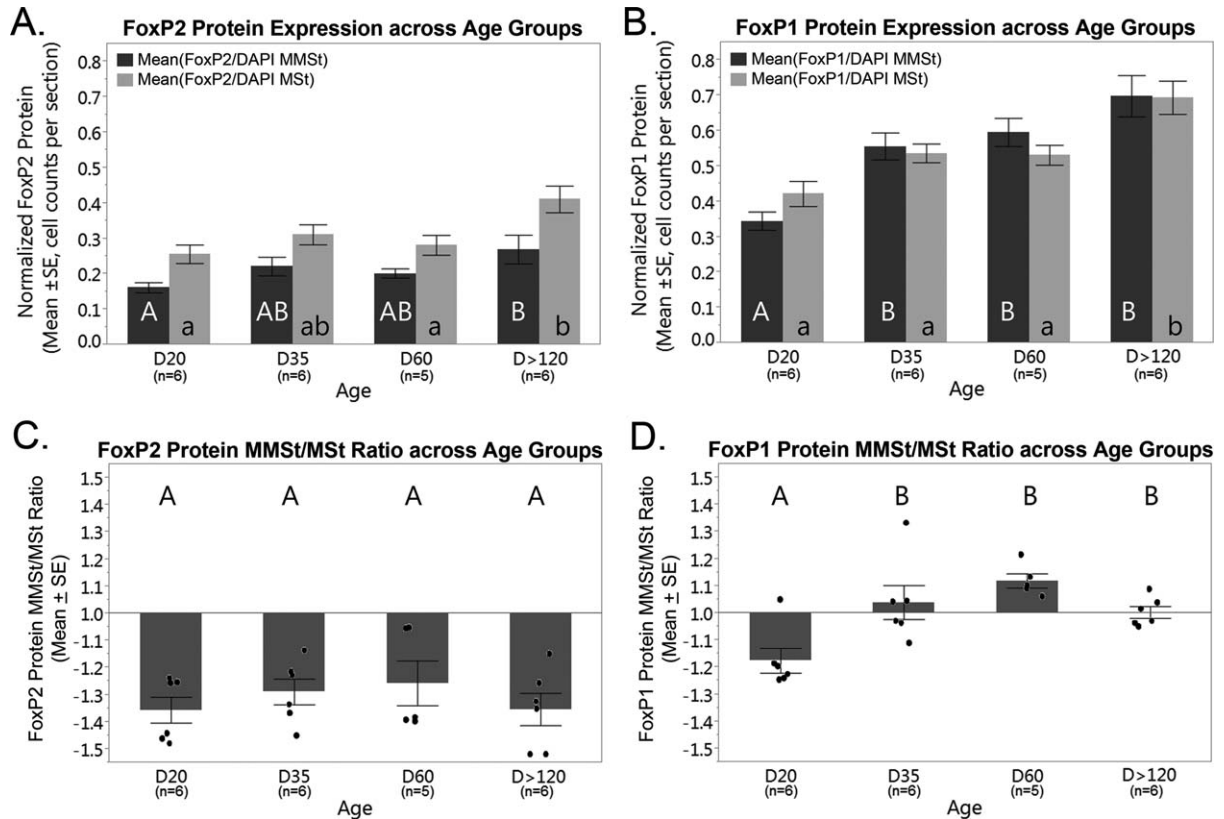 A.
FoxP2 Protein Expression across Age Groups
Mean(FoxP2/DAPI MMSt)
Mean(FoxP2/DAPI MSt)
Normalized FoxP2 Protein
(Mean ±SE, cell counts per section)
0.8
0.7
0.6
0.5
0.4
0.3
0.2
0.1
0.0
A
a
AB
ab
AB
a
B
b
D20
(n=6)
D35
(n=6)
D60
(n=5)
D>120
(n=6)
Age
B.
FoxP1 Protein Expression across Age Groups
Mean(FoxP1/DAPI MMSt)
Mean(FoxP1/DAPI MSt)
Normalized FoxP1 Protein
(Mean ±SE, cell counts per section)
0.8
0.7
0.6
0.5
0.4
0.3
0.2
0.1
0.0
A
a
B
a
B
a
B
b
D20
(n=6)
D35
(n=6)
D60
(n=5)
D>120
(n=6)
Age
C.
FoxP2 Protein MMSt/MSt Ratio across Age Groups
FoxP2 Protein MMSt/MSt Ratio
(Mean ± SE)
1.5
1.4
1.3
1.2
1.1
1.0
-1.1
-1.2
-1.3
-1.4
-1.5
A
A
A
A
D20
(n=6)
D35
(n=6)
D60
(n=5)
D>120
(n=6)
Age
D.
FoxP1 Protein MMSt/MSt Ratio across Age Groups
FoxP1 Protein MMSt/MSt Ratio
(Mean ± SE)
1.5
1.4
1.3
1.2
1.1
1.0
-1.1
-1.2
-1.3
-1.4
-1.5
A
B
B
B
D20
(n=6)
D35
(n=6)
D60
(n=5)
D>120
(n=6)
Age